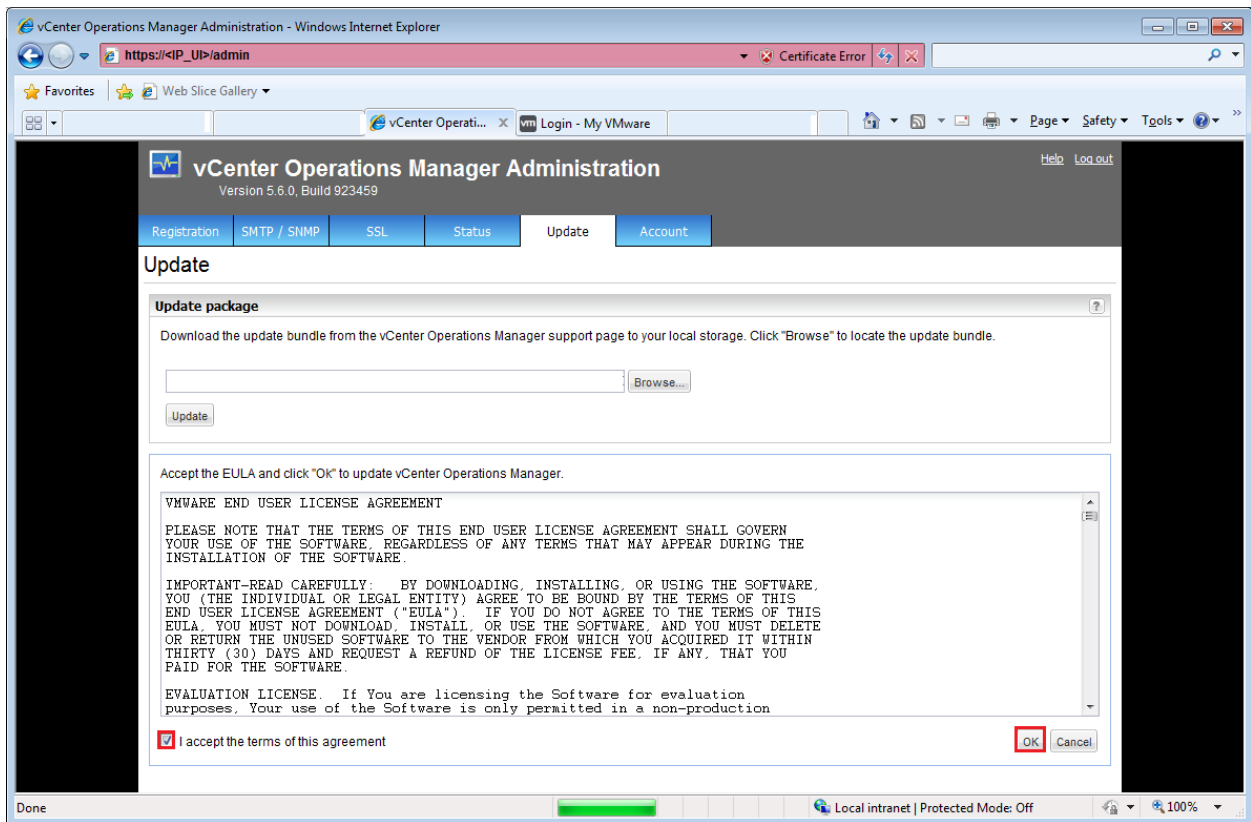 vCenter Operations Manager Administration - Windows Internet Explorer
https://<IP_UI>/admin
Certificate Error
Favorites
Web Slice Gallery
vCenter Operati...
X
vm
Login - My VMware
Page
Safety
Tools
»
vCenter Operations Manager Administration
Help Log out
Version 5.6.0, Build 923459
Registration
SMTP / SNMP
SSL
Status
Update
Account
Update
Update package
?
Download the update bundle from the vCenter Operations Manager support page to your local storage. Click "Browse" to locate the update bundle.
Browse...
Update
Accept the EULA and click "Ok" to update vCenter Operations Manager.
VMWARE END USER LICENSE AGREEMENT
PLEASE NOTE THAT THE TERMS OF THIS END USER LICENSE AGREEMENT SHALL GOVERN
YOUR USE OF THE SOFTWARE, REGARDLESS OF ANY TERMS THAT MAY APPEAR DURING THE
INSTALLATION OF THE SOFTWARE.
IMPORTANT-READ CAREFULLY: BY DOWNLOADING, INSTALLING, OR USING THE SOFTWARE,
YOU (THE INDIVIDUAL OR LEGAL ENTITY) AGREE TO BE BOUND BY THE TERMS OF THIS
END USER LICENSE AGREEMENT ("EULA"). IF YOU DO NOT AGREE TO THE TERMS OF THIS
EULA, YOU MUST NOT DOWNLOAD, INSTALL, OR USE THE SOFTWARE, AND YOU MUST DELETE
OR RETURN THE UNUSED SOFTWARE TO THE VENDOR FROM WHICH YOU ACQUIRED IT WITHIN
THIRTY (30) DAYS AND REQUEST A REFUND OF THE LICENSE FEE, IF ANY, THAT YOU
PAID FOR THE SOFTWARE.
EVALUATION LICENSE. If You are licensing the Software for evaluation
purposes, Your use of the Software is only permitted in a non-production
I accept the terms of this agreement
OK
Cancel
Done
Local intranet | Protected Mode: Off
100%